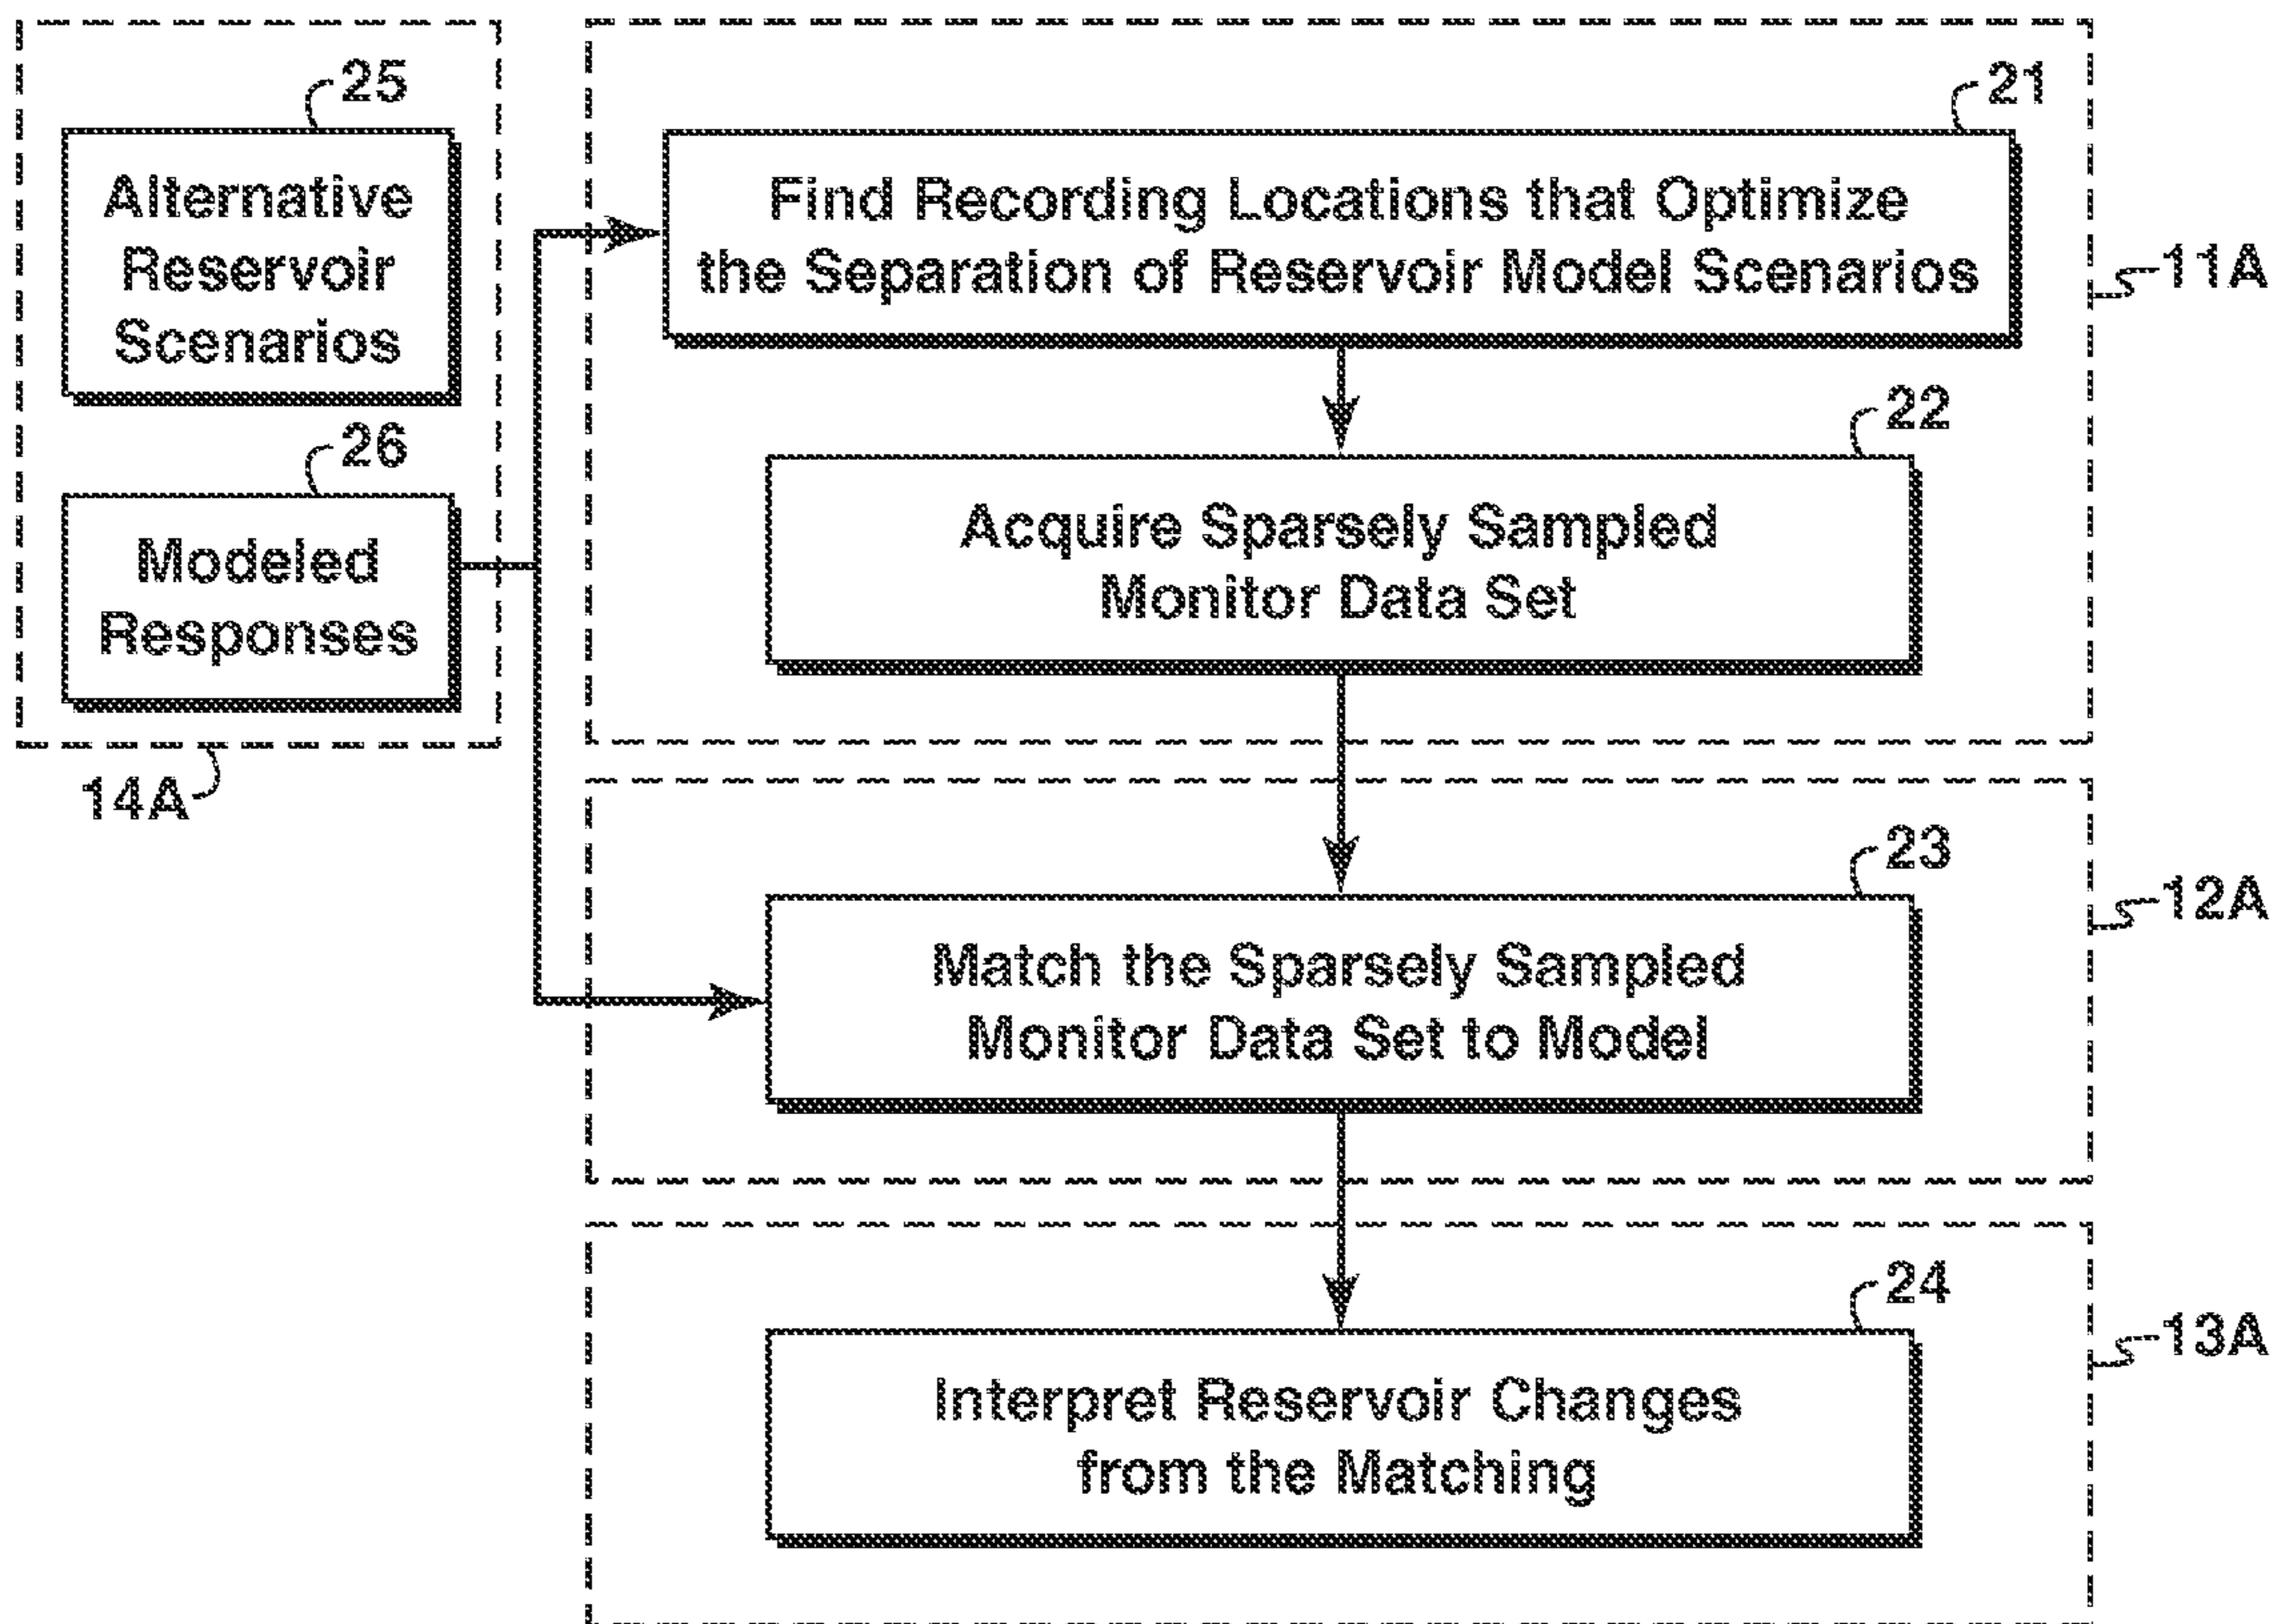 25
Alternative
Reservoir
Scenarios
26
Modeled
Responses
14A
21
Find Recording Locations that Optimize
the Separation of Reservoir Model Scenarios
11A
22
Acquire Sparsely Sampled
Monitor Data Set
23
12A
Match the Sparsely Sampled
Monitor Data Set to Model
24
13A
Interpret Reservoir Changes
from the Matching